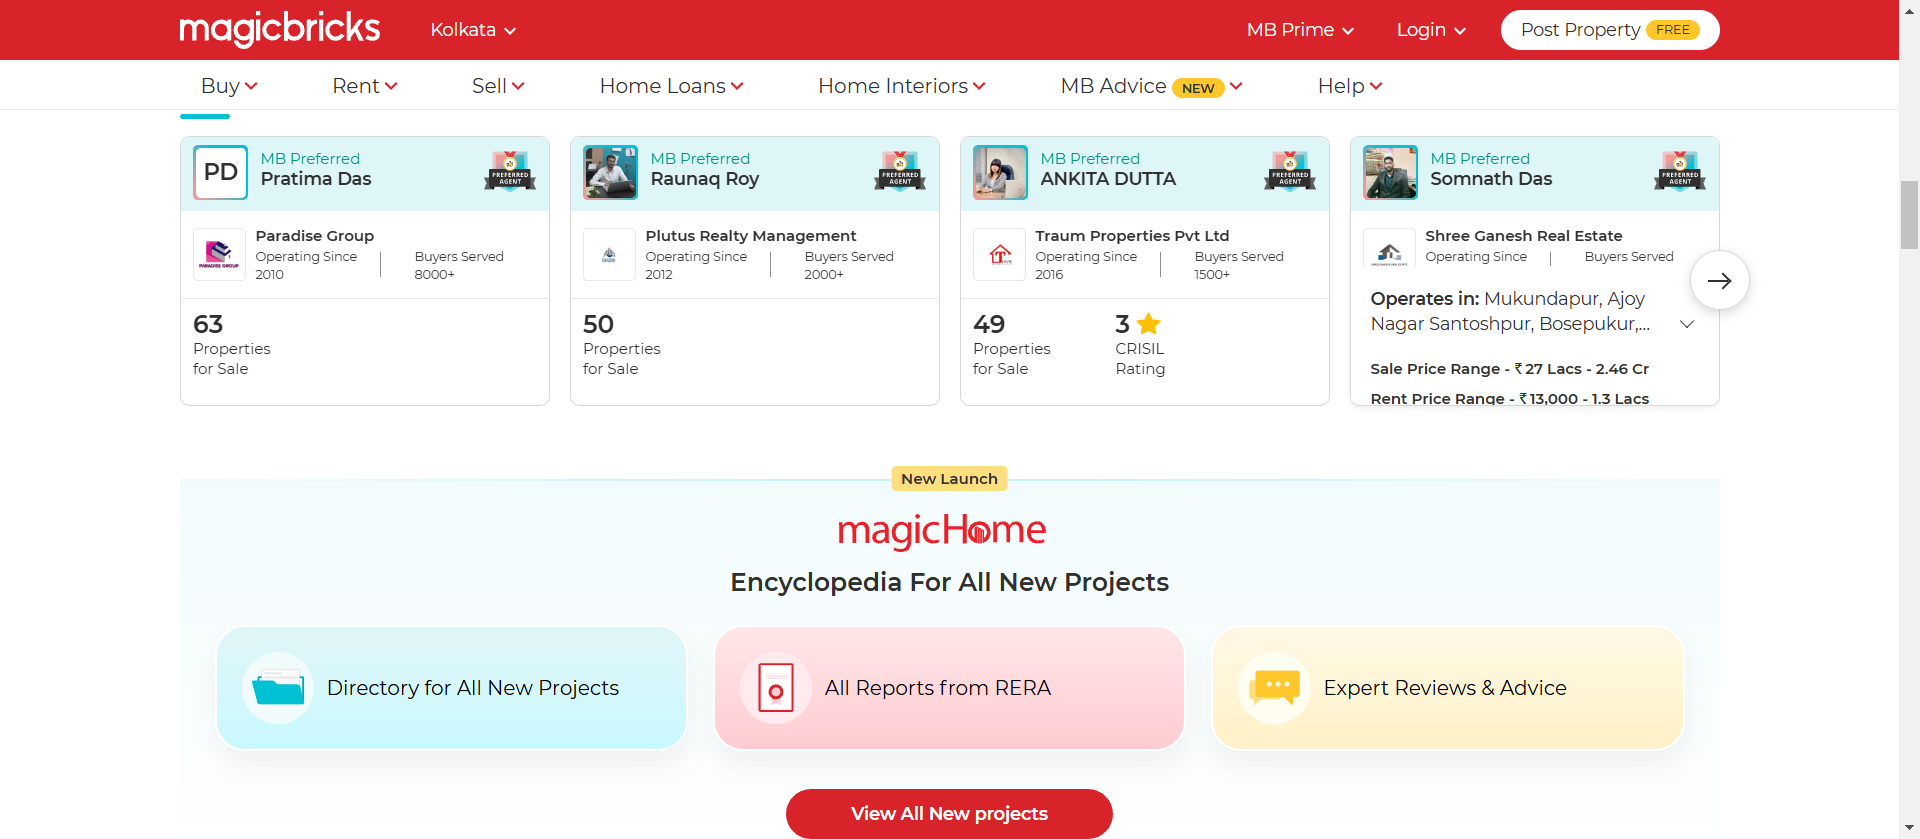 magicbricks
Kolkata
MB Prime
Login
Post Property FREE
Buy
Rent
Sell
Home Loans
Home Interiors
MB Advice NEW
Help
PD
MB Preferred
Pratima Das
PREFERRED
AGENT
PARADISE GROUP
Paradise Group
Operating Since
2010
Buyers Served
8000+
63
Properties
for Sale
MB Preferred
Raunaq Roy
PREFERRED
AGENT
Plutus Realty Management
Operating Since
2012
Buyers Served
2000+
50
Properties
for Sale
MB Preferred
ANKITA DUTTA
PREFERRED
AGENT
Traum Properties Pvt Ltd
Operating Since
2016
Buyers Served
1500+
49
Properties
for Sale
3
CRISIL
Rating
MB Preferred
Somnath Das
PREFERRED
AGENT
Shree Ganesh Real Estate
Operating Since
Buyers Served
Operates in: Mukundapur, Ajoy
Nagar Santoshpur, Bosepukur,...
Sale Price Range - ₹ 27 Lacs - 2.46 Cr
Rent Price Range - ₹ 13,000 - 1.3 Lacs
New Launch
magicHome
Encyclopedia For All New Projects
Directory for All New Projects
All Reports from RERA
Expert Reviews & Advice
View All New projects